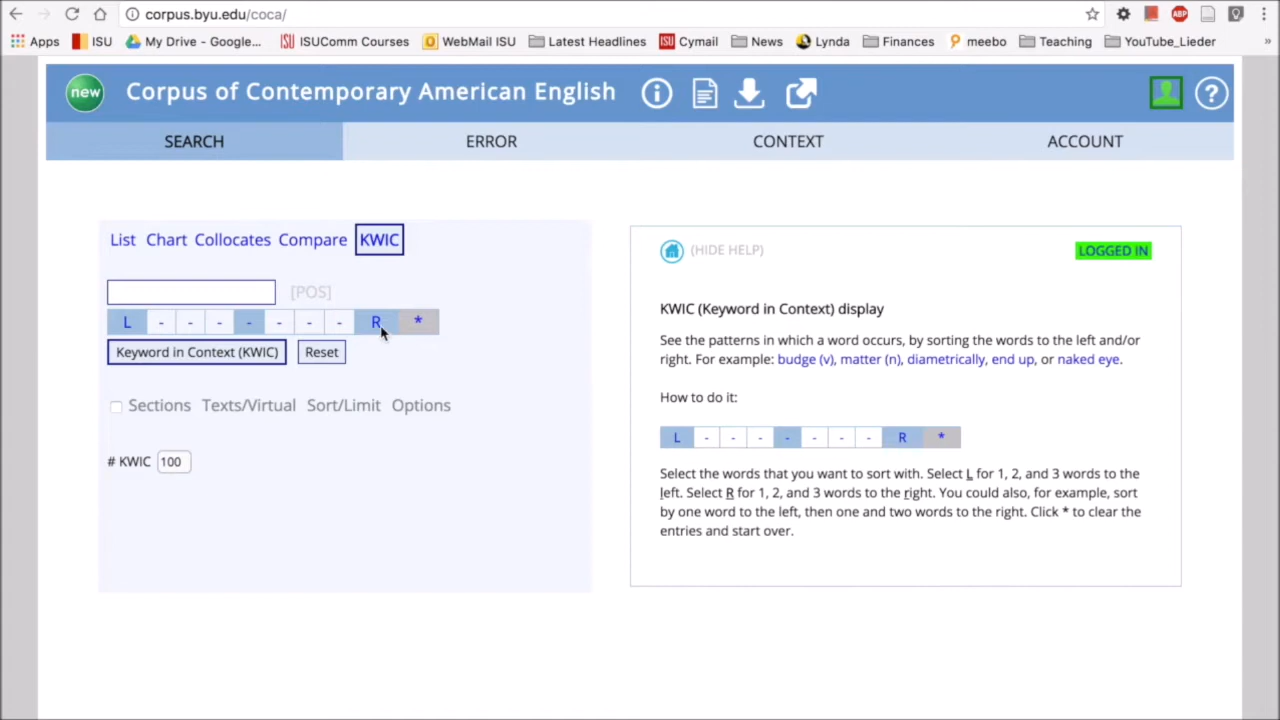 corpus.byu.edu/coca/
Apps ISU My Drive - Google... ISUComm Courses WebMail ISU Latest Headlines Cymail News Lynda Finances meebo Teaching YouTube_Lieder »
new Corpus of Contemporary American English ?
SEARCH ERROR CONTEXT ACCOUNT
List Chart Collocates Compare KWIC
[POS]
L - - - - - - - R *
Keyword in Context (KWIC) Reset
Sections Texts/Virtual Sort/Limit Options
# KWIC 100
(HIDE HELP) LOGGED IN
KWIC (Keyword in Context) display
See the patterns in which a word occurs, by sorting the words to the left and/or
right. For example: budge (v), matter (n), diametrically, end up, or naked eye.
How to do it:
L - - - - - - - R *
Select the words that you want to sort with. Select L for 1, 2, and 3 words to the
left. Select R for 1, 2, and 3 words to the right. You could also, for example, sort
by one word to the left, then one and two words to the right. Click * to clear the
entries and start over.